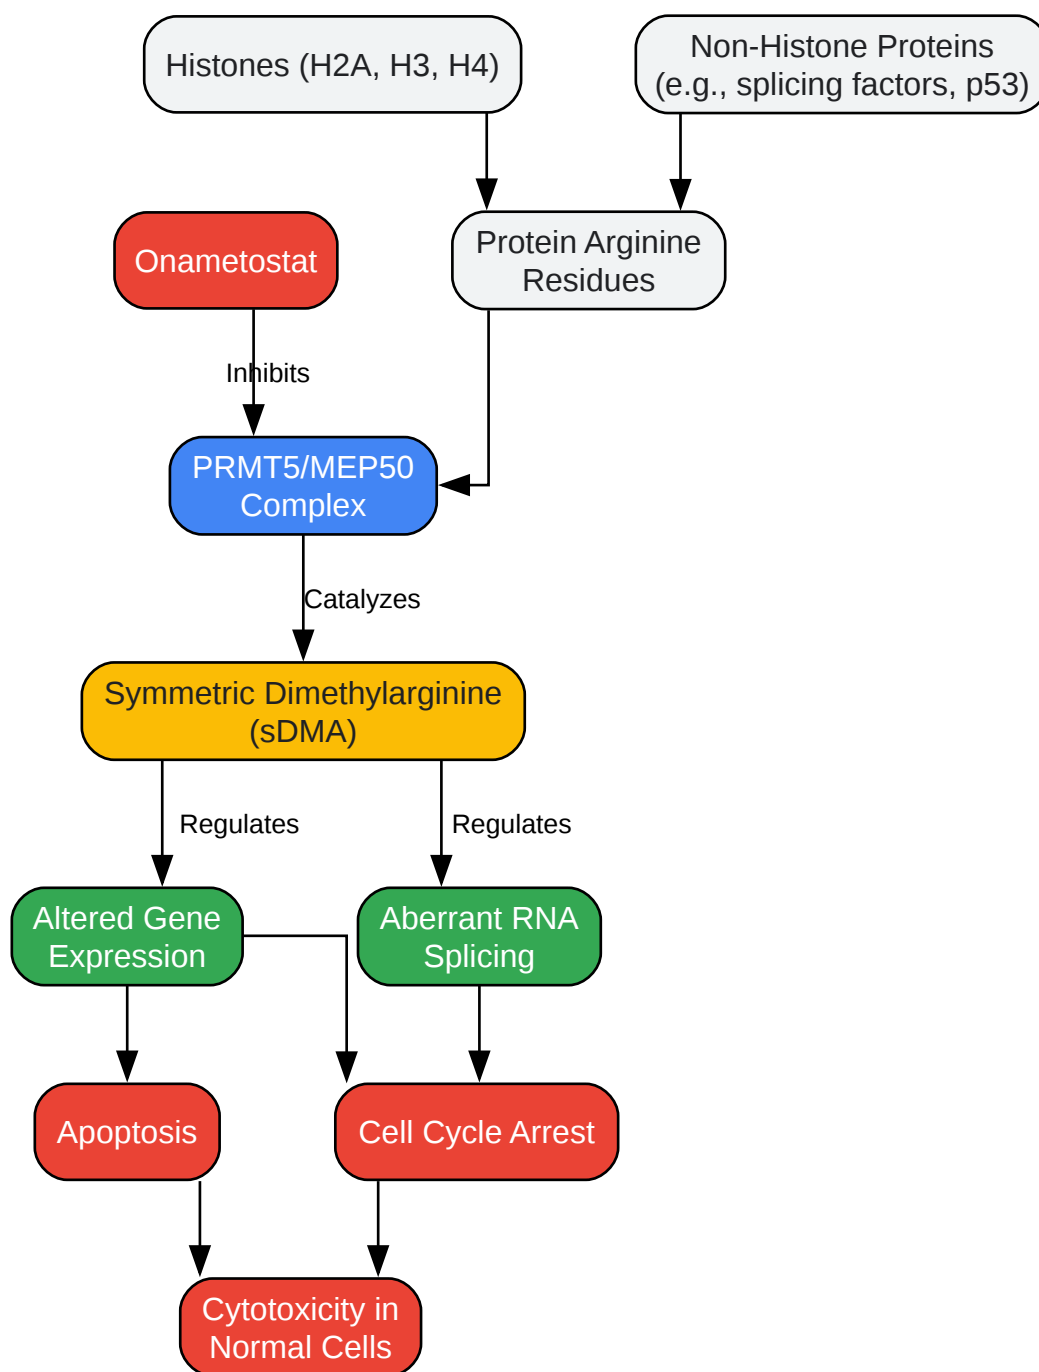 Histones (H2A, H3, H4)
Non-Histone Proteins
(e.g., splicing factors, p53)
Onametostat
Protein Arginine
Residues
Inhibits
PRMT5/MEP50
Complex
Catalyzes
Symmetric Dimethylarginine
(sDMA)
Regulates
Regulates
Altered Gene
Expression
Aberrant RNA
Splicing
Apoptosis
Cell Cycle Arrest
Cytotoxicity in
Normal Cells